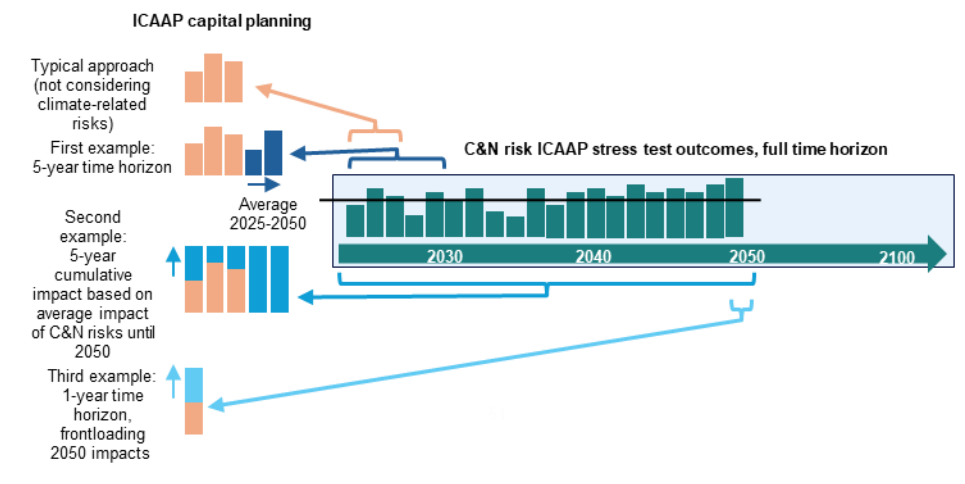 ICAAP capital planning
Typical approach
(not considering
climate-related
risks)
First example:
5-year time horizon
C&N risk ICAAP stress test outcomes, full time horizon
Average
2025-2050
Second
example:
5-year
cumulative
impact based on
average impact
of C&N risks until
2050
2030
2040
2050
2100
Third example:
1-year time
horizon,
frontloading
2050 impacts